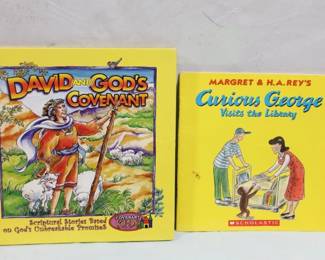 DAVID AND GOD'S
COVENANT
Scriptural Stories Based
on God's Unbreakable Promises
MARGRET & H.A. REY'S
Curious George
Visits the Library
SCHOLASTIC